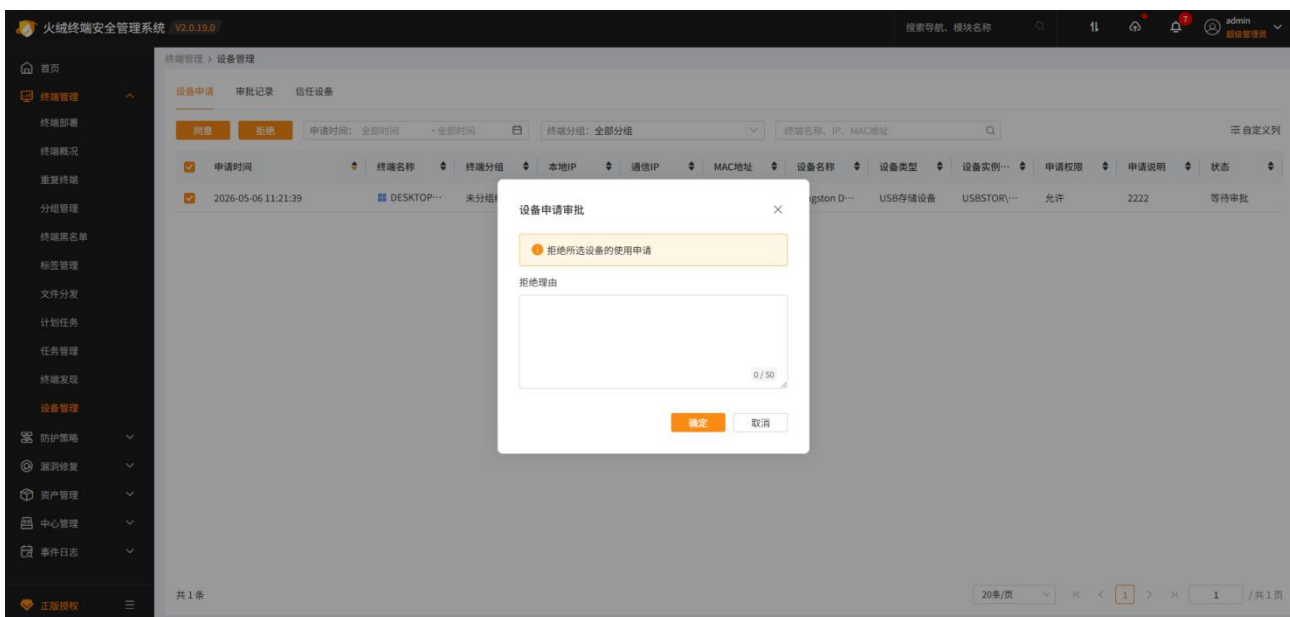 火绒终端安全管理系统 V2.0.19.0
搜索导航、模块名称
7
admin
超级管理员
首页
终端管理
终端部署
终端概况
重复终端
分组管理
终端黑名单
标签管理
文件分发
计划任务
任务管理
终端发现
设备管理
防护策略
漏洞修复
资产管理
中心管理
事件日志
正版授权
终端管理 > 设备管理
设备申请 审批记录 信任设备
同意 拒绝 申请时间: 全部时间 - 全部时间 终端分组: 全部分组 终端名称、IP、MAC地址 自定义列
申请时间 终端名称 终端分组 本地IP 通信IP MAC地址 设备名称 设备类型 设备实例… 申请权限 申请说明 状态
2026-05-06 11:21:39 DESKTOP… 未分组 gston D… USB存储设备 USBSTOR\… 允许 2222 等待审批
设备申请审批
拒绝所选设备的使用申请
拒绝理由
0 / 50
确定 取消
共 1 条 20条/页 1 1 / 共 1 页